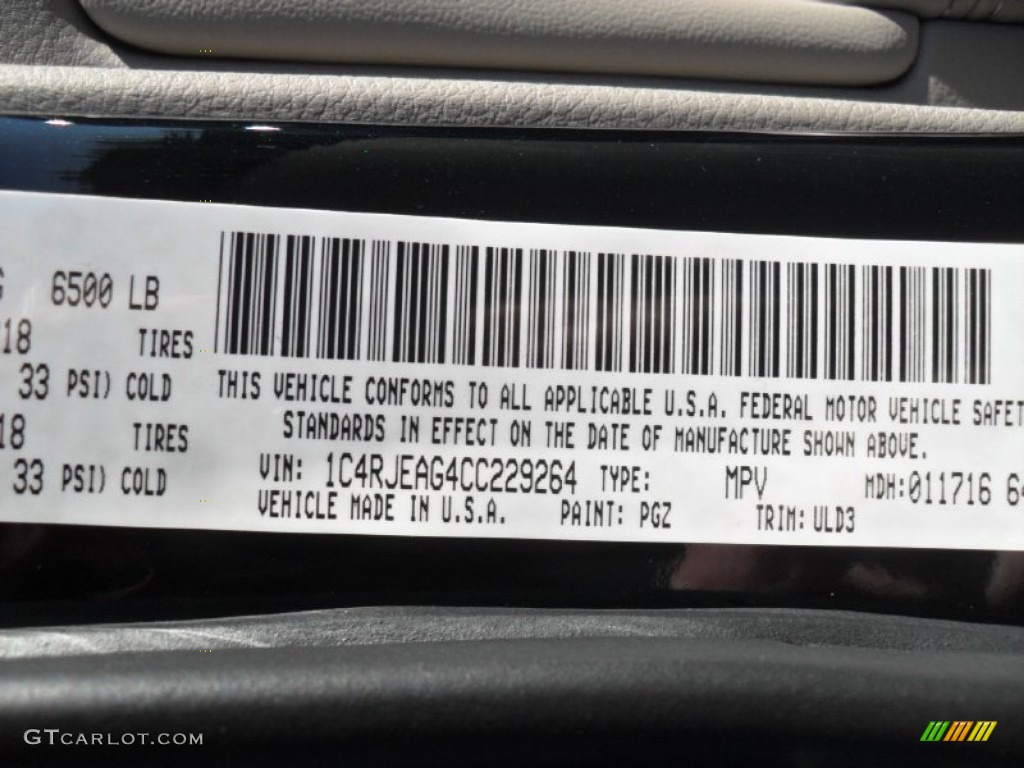 6500 LB
18 TIRES
33 PSI) COLD
18 TIRES
33 PSI) COLD
THIS VEHICLE CONFORMS TO ALL APPLICABLE U.S.A. FEDERAL MOTOR VEHICLE SAFET
STANDARDS IN EFFECT ON THE DATE OF MANUFACTURE SHOWN ABOVE.
VIN: 1C4RJEAG4CC229264 TYPE: MPV MDH:011716
VEHICLE MADE IN U.S.A. PAINT: PGZ TRIM: ULD3
GTCARLOT.COM